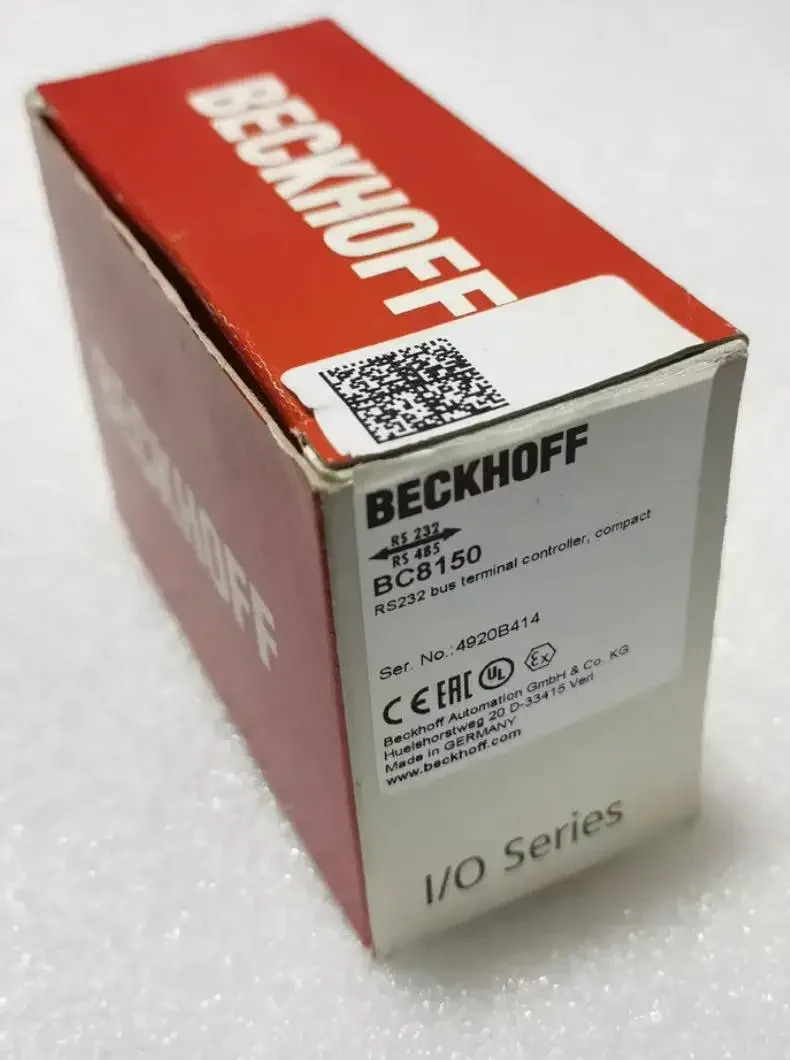 BECKHOFF
BECKHOFF
BECKHOFF
RS 232
RS 485
BC8150
RS232 bus terminal controller, compact
Ser. No.:4920B414
CE EAC UL Ex
Beckhoff Automation GmbH & Co. KG
Huelshorstweg 20 D-33415 Verl
Made in GERMANY
www.beckhoff.com
I/O Series